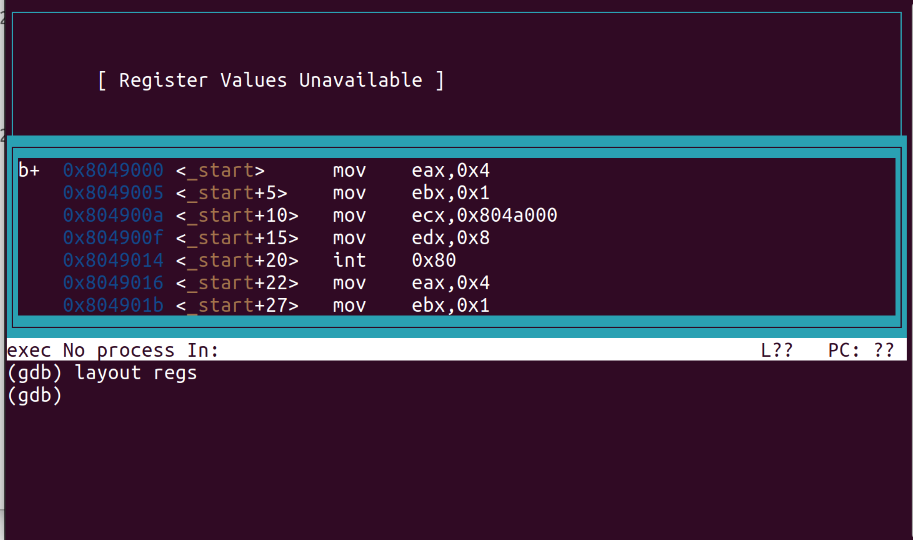 [ Register Values Unavailable ]
b+ 0x8049000 <_start> mov eax,0x4
0x8049005 <_start+5> mov ebx,0x1
0x804900a <_start+10> mov ecx,0x804a000
0x804900f <_start+15> mov edx,0x8
0x8049014 <_start+20> int 0x80
0x8049016 <_start+22> mov eax,0x4
0x804901b <_start+27> mov ebx,0x1
exec No process In: L?? PC: ??
(gdb) layout regs
(gdb)